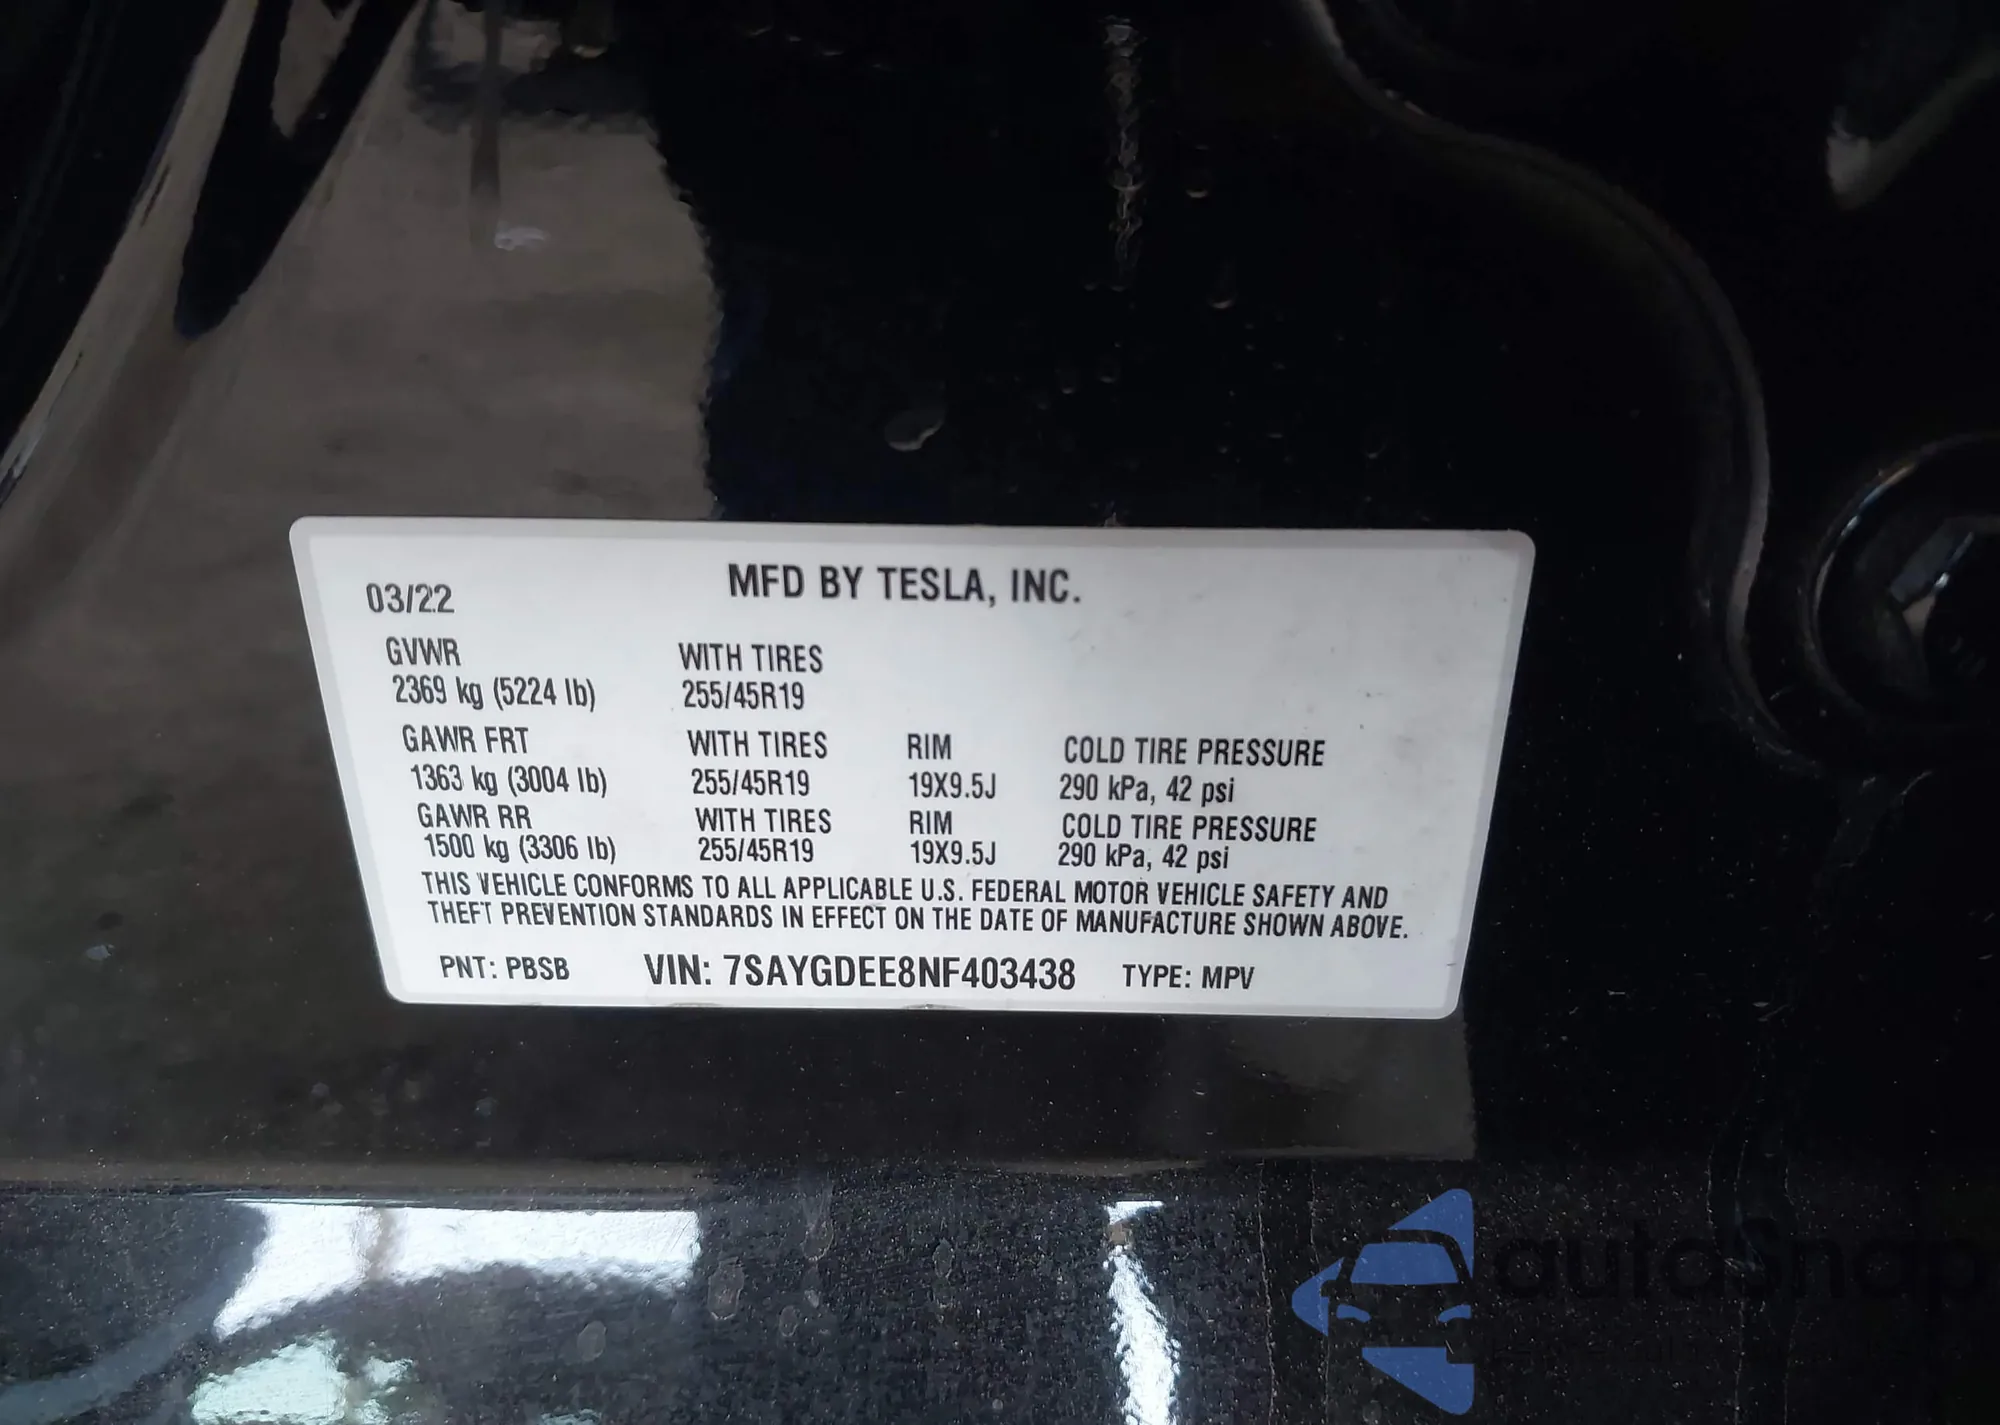 03/22 MFD BY TESLA, INC.
GVWR WITH TIRES
2369 kg (5224 lb) 255/45R19
GAWR FRT WITH TIRES RIM COLD TIRE PRESSURE
1363 kg (3004 lb) 255/45R19 19X9.5J 290 kPa, 42 psi
GAWR RR WITH TIRES RIM COLD TIRE PRESSURE
1500 kg (3306 lb) 255/45R19 19X9.5J 290 kPa, 42 psi
THIS VEHICLE CONFORMS TO ALL APPLICABLE U.S. FEDERAL MOTOR VEHICLE SAFETY AND
THEFT PREVENTION STANDARDS IN EFFECT ON THE DATE OF MANUFACTURE SHOWN ABOVE.
PNT: PBSB VIN: 7SAYGDEE8NF403438 TYPE: MPV
autoSnap